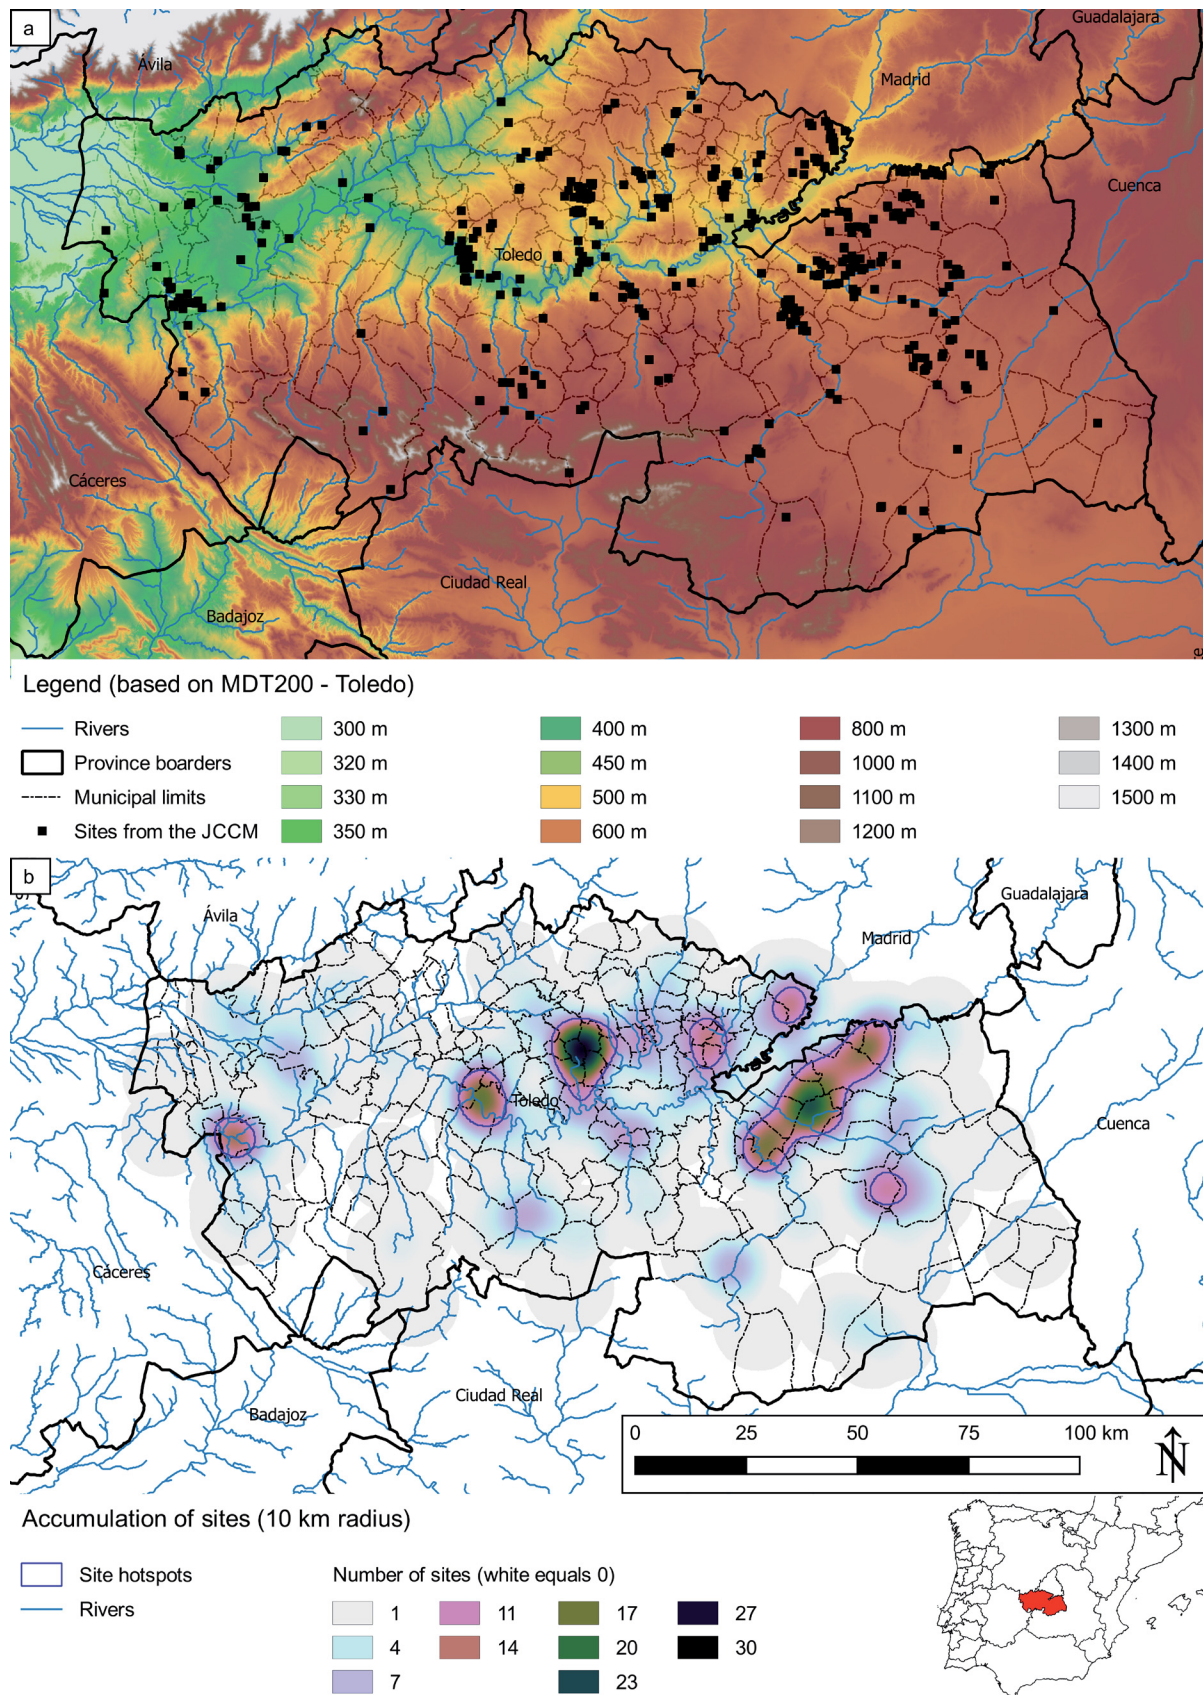 a
Guadalajara
Ávila
Madrid
Cuenca
Toledo
Cáceres
Ciudad Real
Badajoz
Legend (based on MDT200 - Toledo)
Rivers
Province boarders
Municipal limits
Sites from the JCCM
300 m
320 m
330 m
350 m
400 m
450 m
500 m
600 m
800 m
1000 m
1100 m
1200 m
1300 m
1400 m
1500 m
b
Guadalajara
Ávila
Madrid
Toledo
Cuenca
Cáceres
Ciudad Real
Badajoz
0 25 50 75 100 km
N
Accumulation of sites (10 km radius)
Site hotspots
Rivers
Number of sites (white equals 0)
1
4
7
11
14
17
20
23
27
30